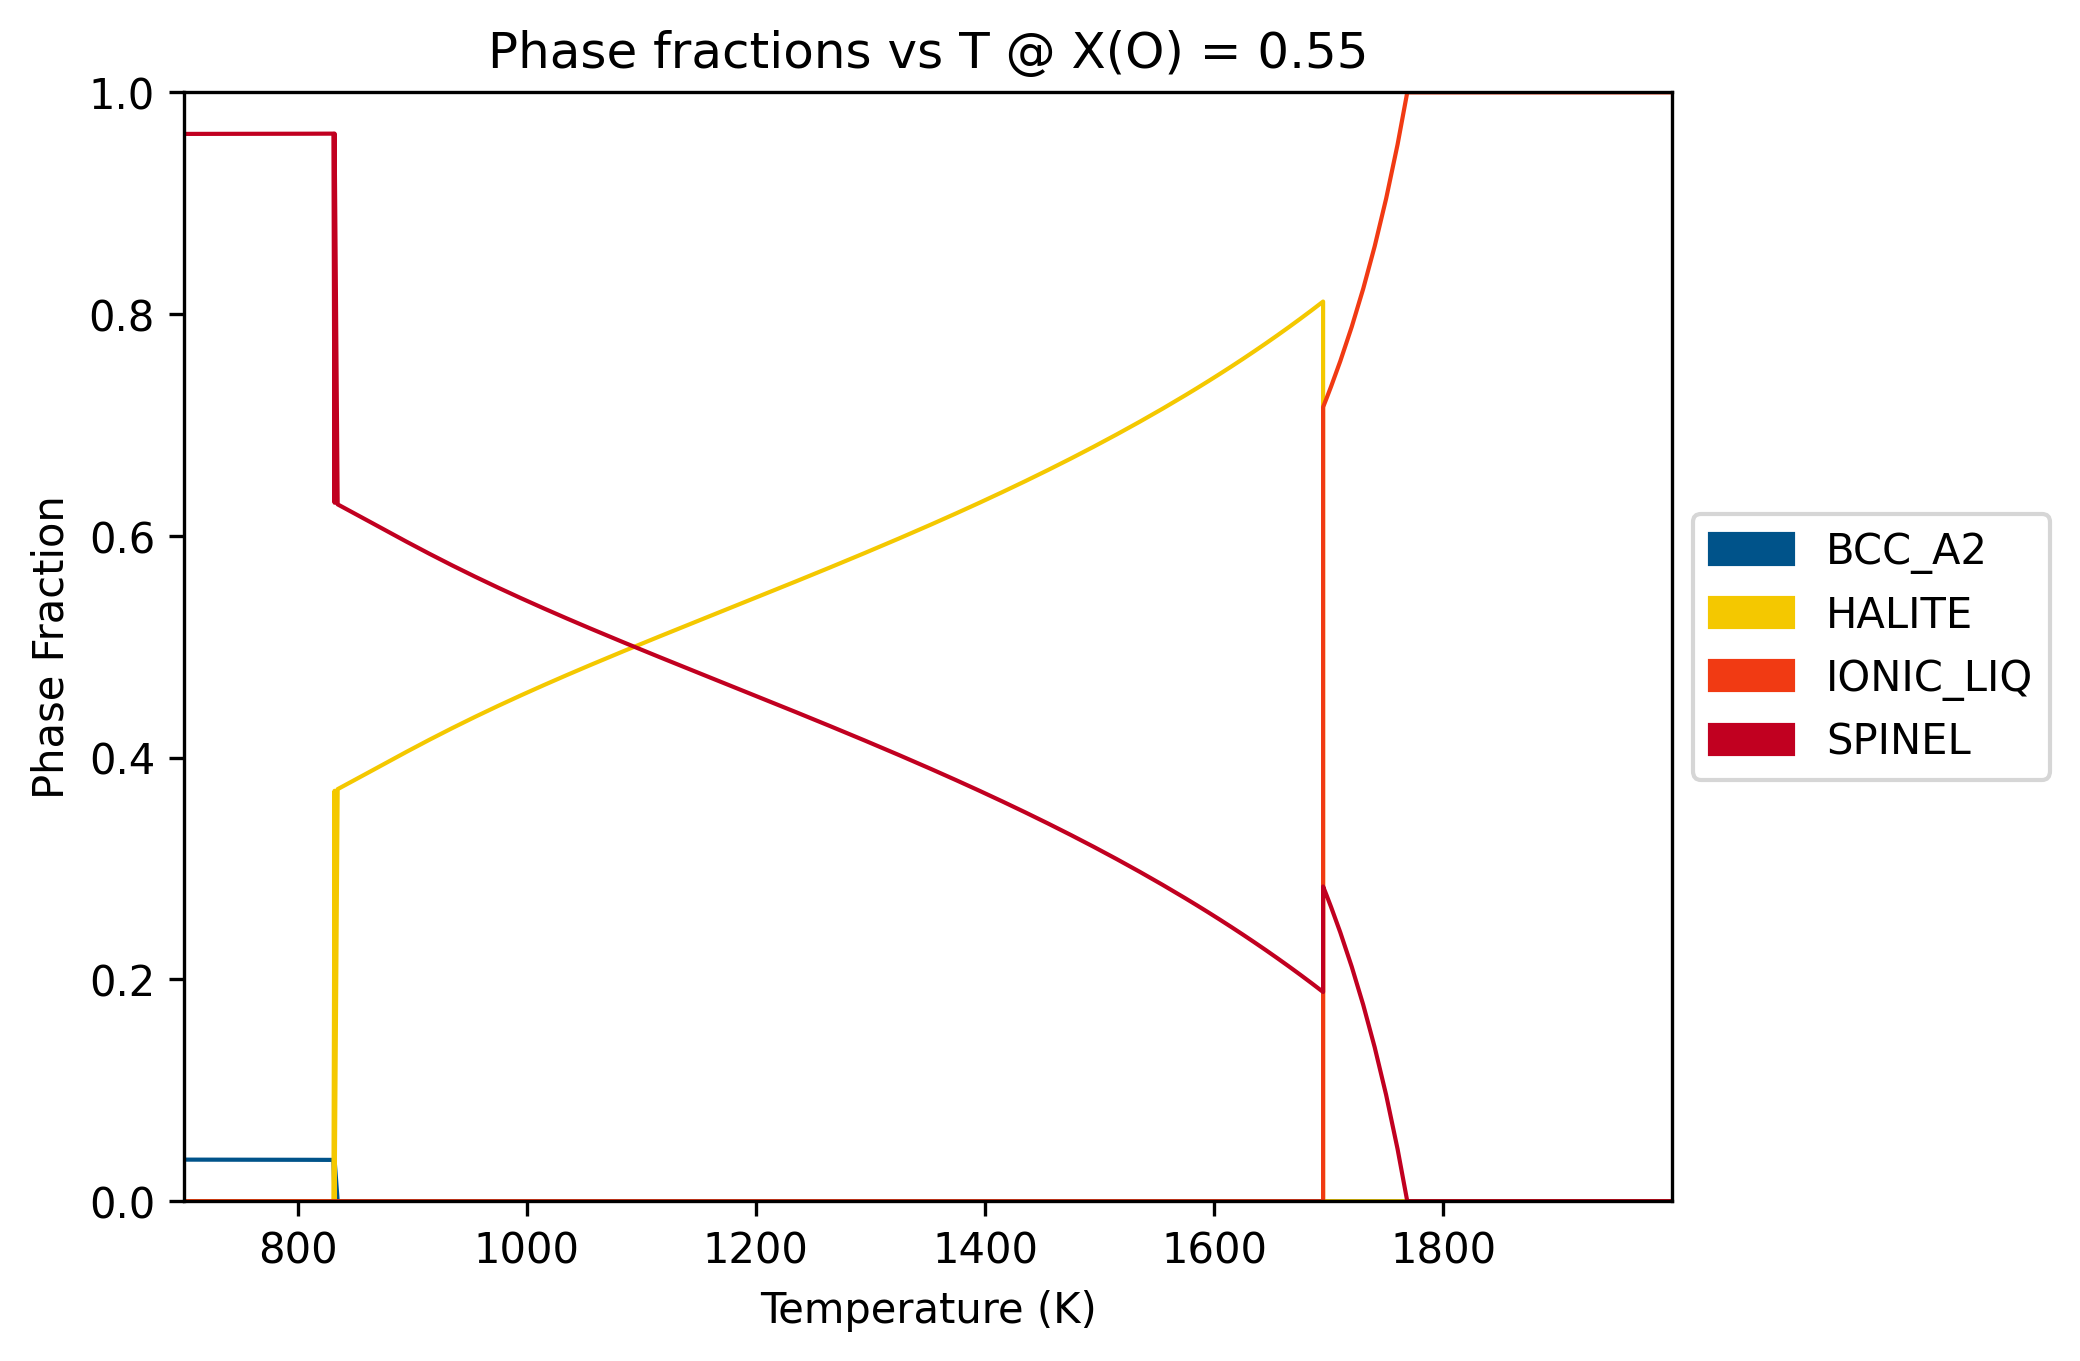 Phase fractions vs T @ X(O) = 0.55
1.0
0.8
0.6
0.4
0.2
0.0
Phase Fraction
800 1000 1200 1400 1600 1800
Temperature (K)
BCC_A2
HALITE
IONIC_LIQ
SPINEL